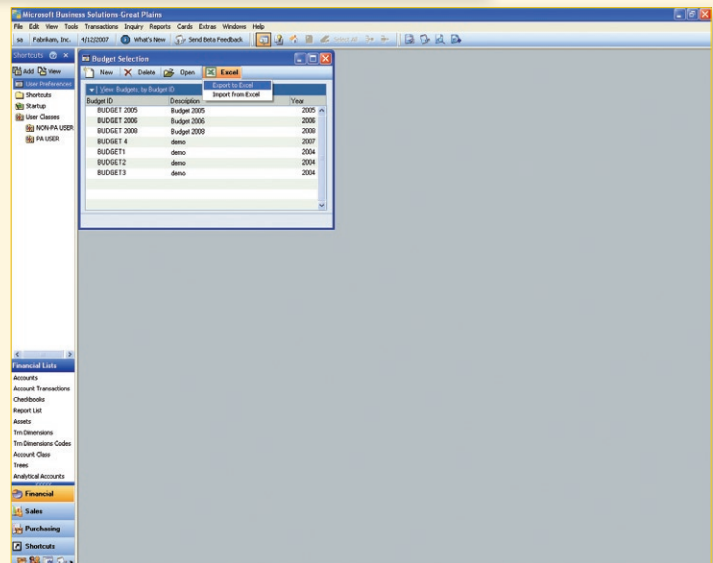 Microsoft Business Solutions-Great Plains
File Edit View Tools Transactions Inquiry Reports Cards Extras Windows Help
sa Fabrikam, Inc. 4/12/2007 What's New Send Beta Feedback Select All
Shortcuts
Add View
User Preferences
Shortcuts
Startup
User Classes
NON-PA USER
PA USER
Budget Selection
New Delete Open Excel
Export to Excel
Import from Excel
View Budgets: by Budget ID
Budget ID Description Year
BUDGET 2005 Budget 2005 2005
BUDGET 2006 Budget 2006 2006
BUDGET 2008 Budget 2008 2008
BUDGET 4 demo 2007
BUDGET1 demo 2004
BUDGET2 demo 2004
BUDGET3 demo 2004
Financial Lists
Accounts
Account Transactions
Checkbooks
Report List
Assets
Trn Dimensions
Trn Dimensions Codes
Account Class
Trees
Analytical Accounts
Financial
Sales
Purchasing
Shortcuts